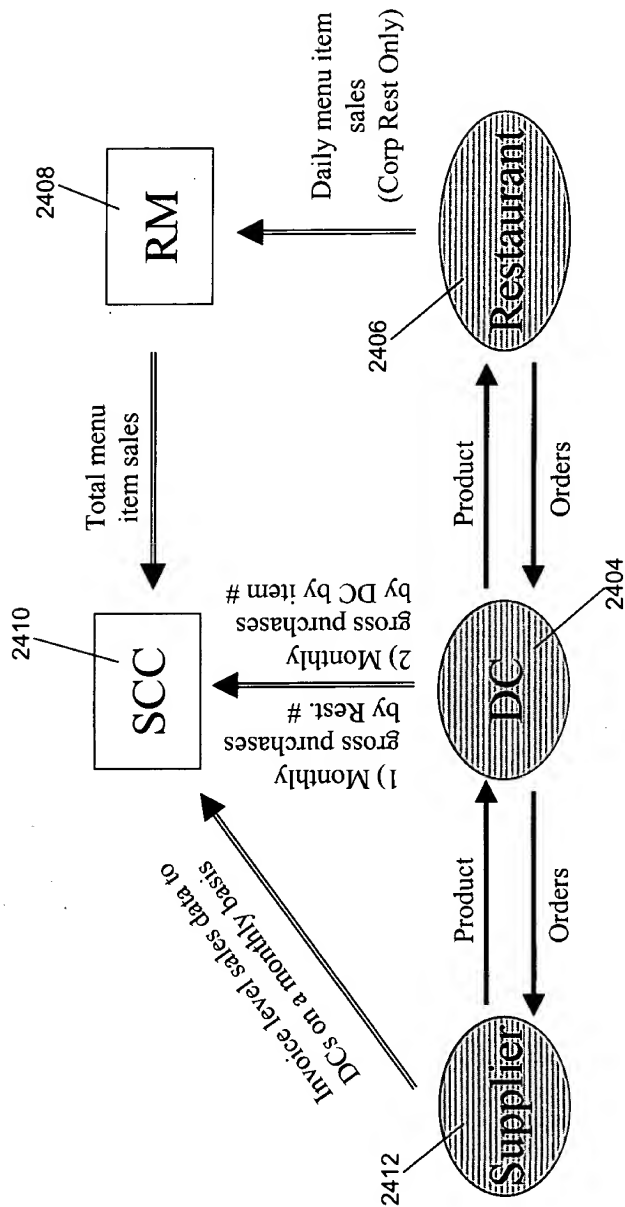 2408
RM
Daily menu item
sales
(Corp Rest Only)
2406
Restaurant
Total menu
item sales
2410
SCC
1) Monthly
gross purchases
by Rest. #
2) Monthly
gross purchases
by DC by item #
Product
Orders
2404
DC
Invoice level sales data to
DCs on a monthly basis
Product
Orders
2412
Supplier